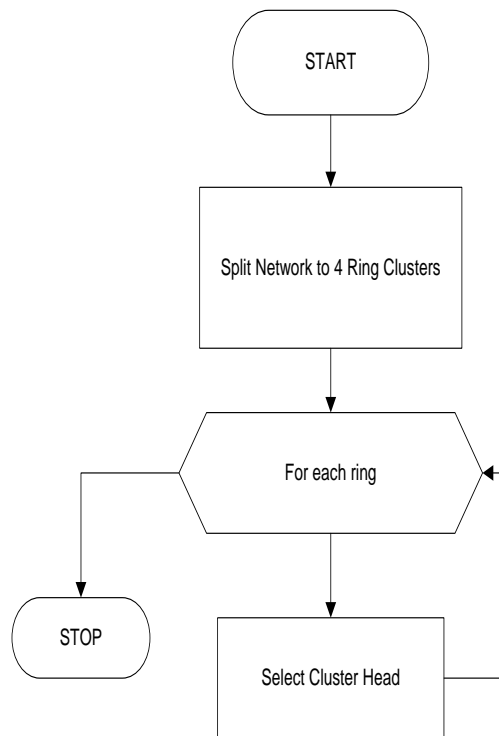 START
Split Network to 4 Ring Clusters
For each ring
STOP
Select Cluster Head